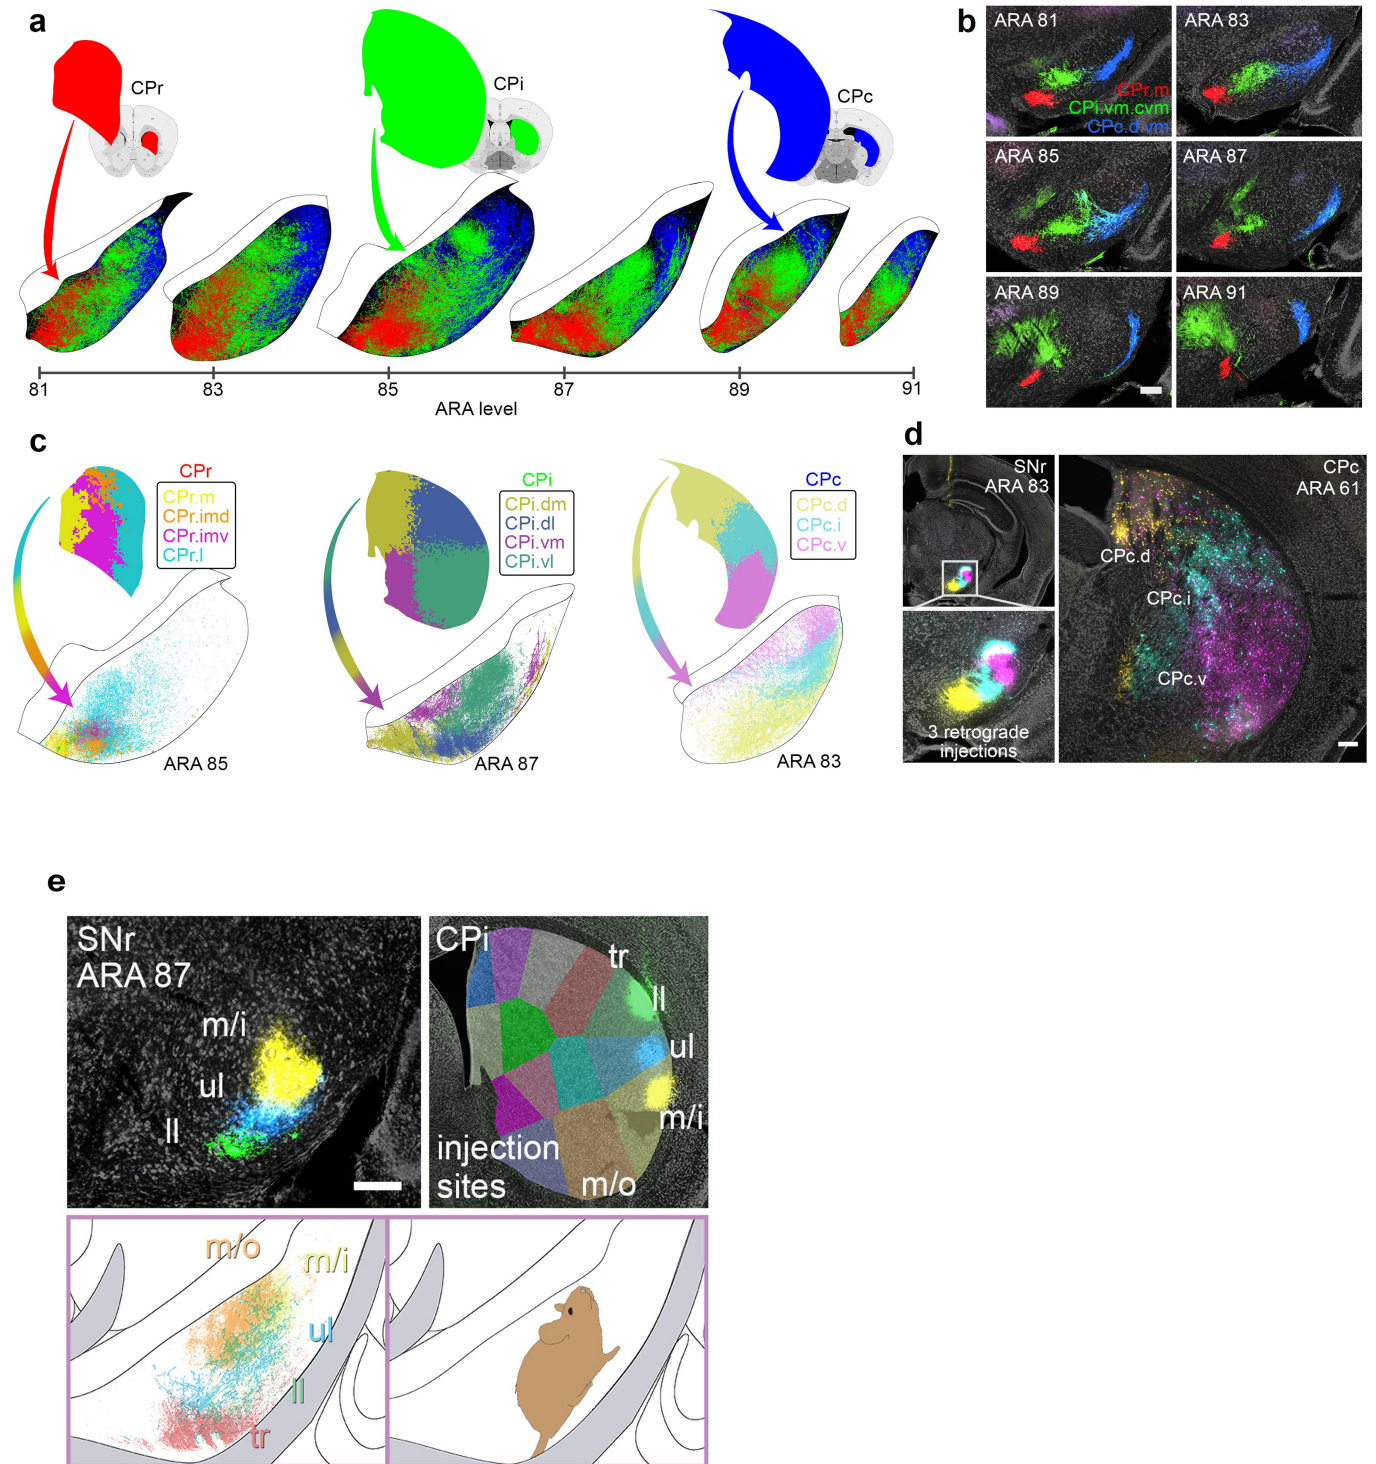 a
CPr
CPi
CPc
81
83
85
87
89
91
ARA level
b
ARA 81
ARA 83
CPr.m
CPi.vm.cvm
CPc.d.vm
ARA 85
ARA 87
ARA 89
ARA 91
c
CPr
CPr.m
CPr.imd
CPr.imv
CPr.l
ARA 85
CPi
CPi.dm
CPi.dl
CPi.vm
CPi.vl
ARA 87
CPc
CPc.d
CPc.i
CPc.v
ARA 83
d
SNr
ARA 83
3 retrograde
injections
CPc
ARA 61
CPc.d
CPc.i
CPc.v
e
SNr
ARA 87
m/i
ul
ll
CPi
tr
ll
ul
m/i
m/o
injection
sites
m/o
m/i
ul
ll
tr